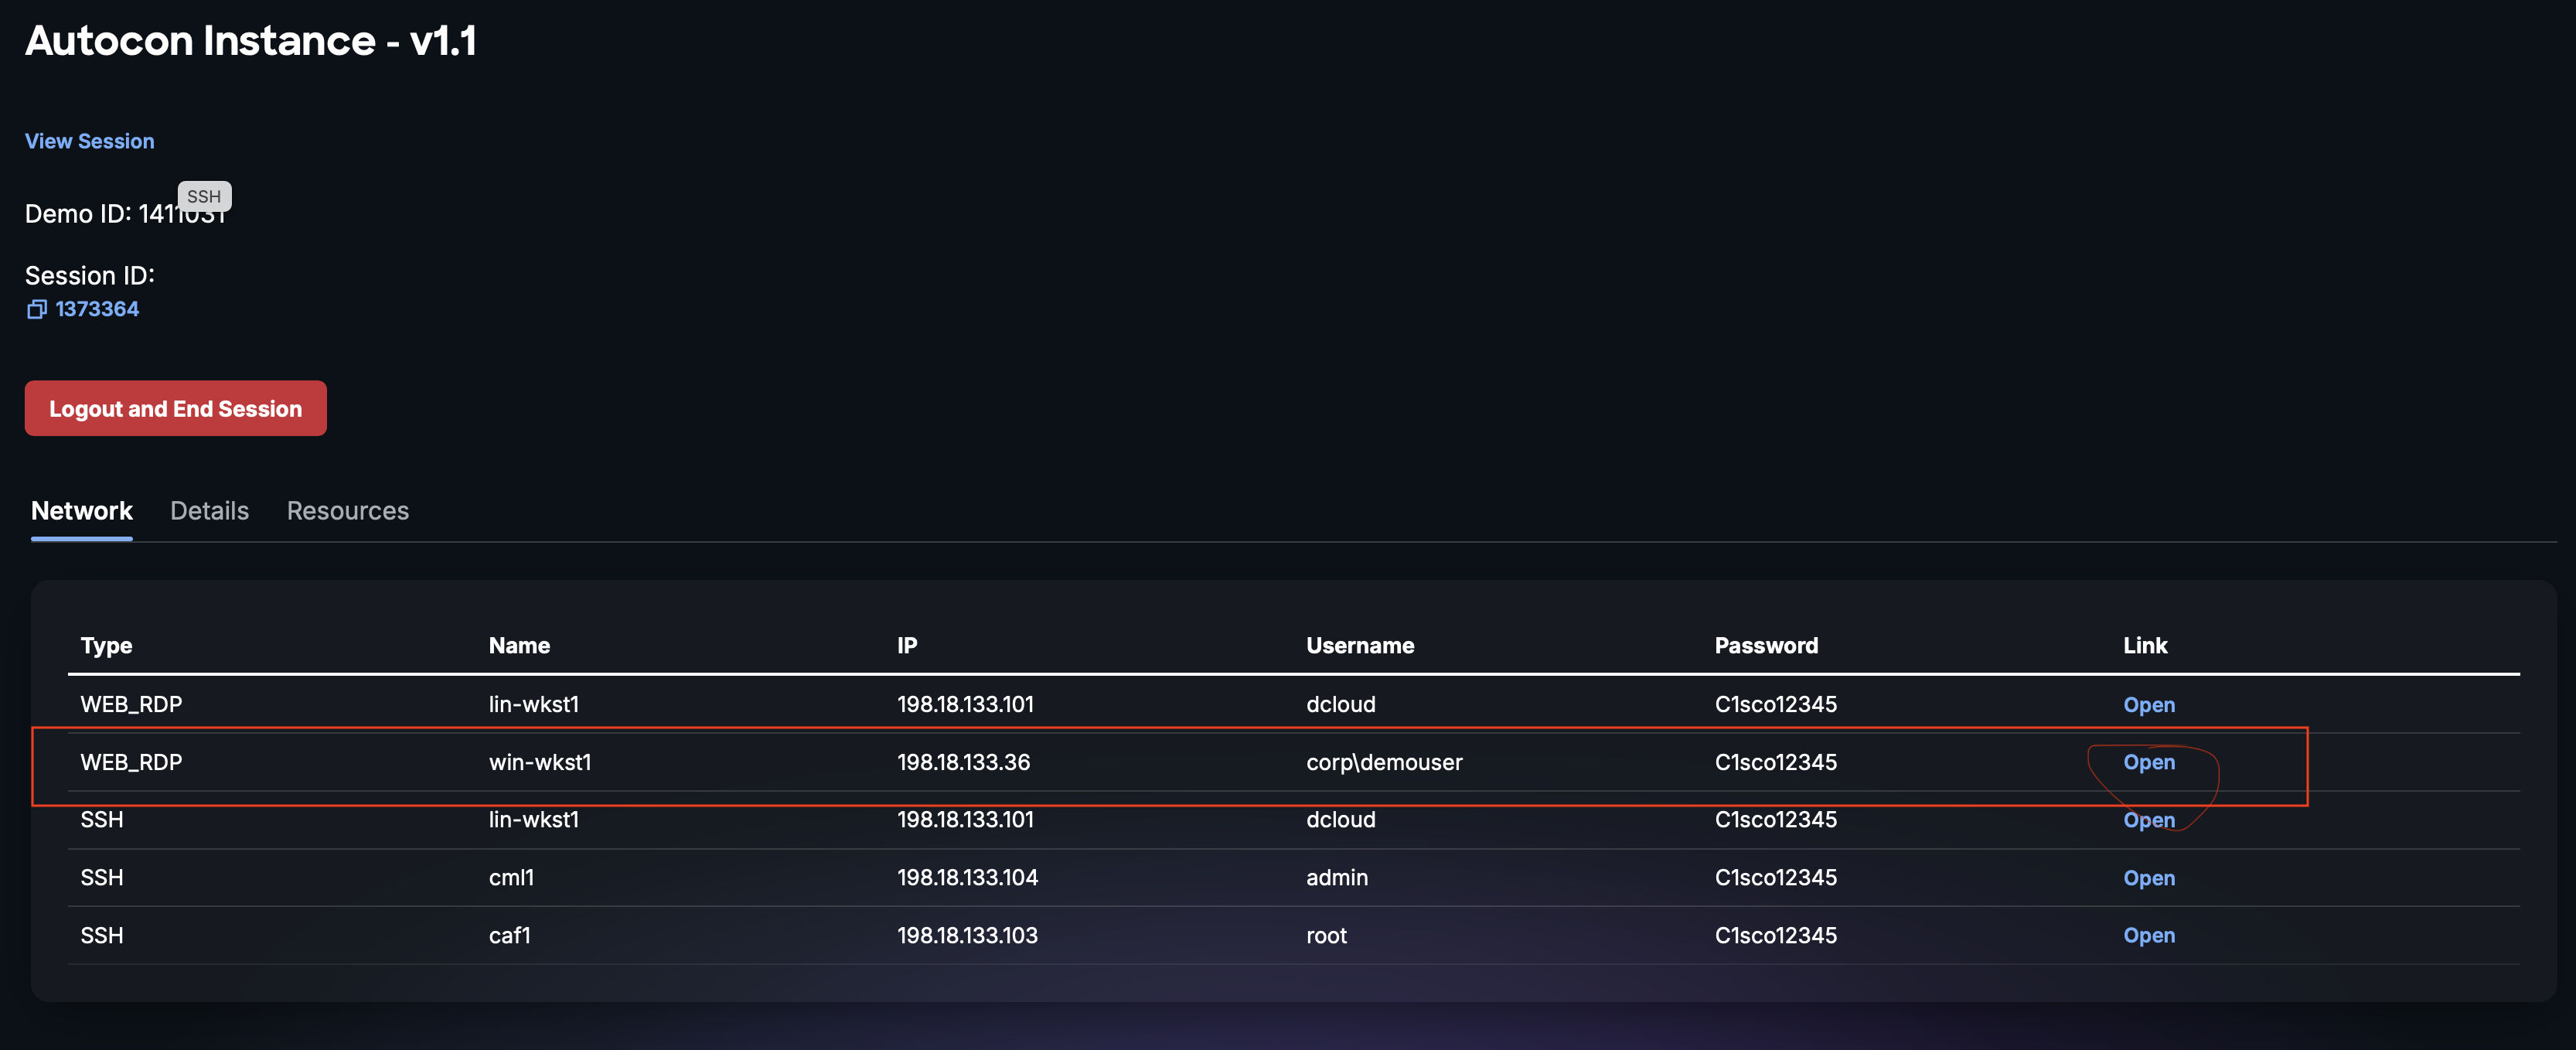 Autocon Instance - v1.1
View Session
SSH
Demo ID: 1411031
Session ID:
1373364
Logout and End Session
Network Details Resources
Type Name IP Username Password Link
WEB_RDP lin-wkst1 198.18.133.101 dcloud C1sco12345 Open
WEB_RDP win-wkst1 198.18.133.36 corp\demouser C1sco12345 Open
SSH lin-wkst1 198.18.133.101 dcloud C1sco12345 Open
SSH cml1 198.18.133.104 admin C1sco12345 Open
SSH caf1 198.18.133.103 root C1sco12345 Open